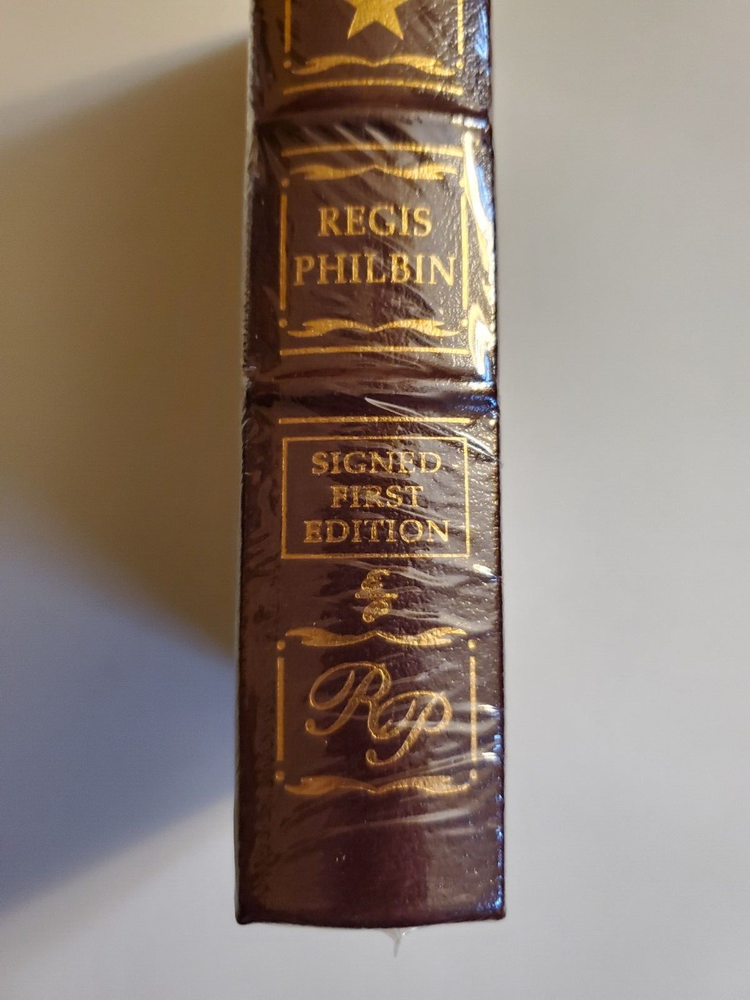 REGIS
PHILBIN
SIGNED
FIRST
EDITION
RP